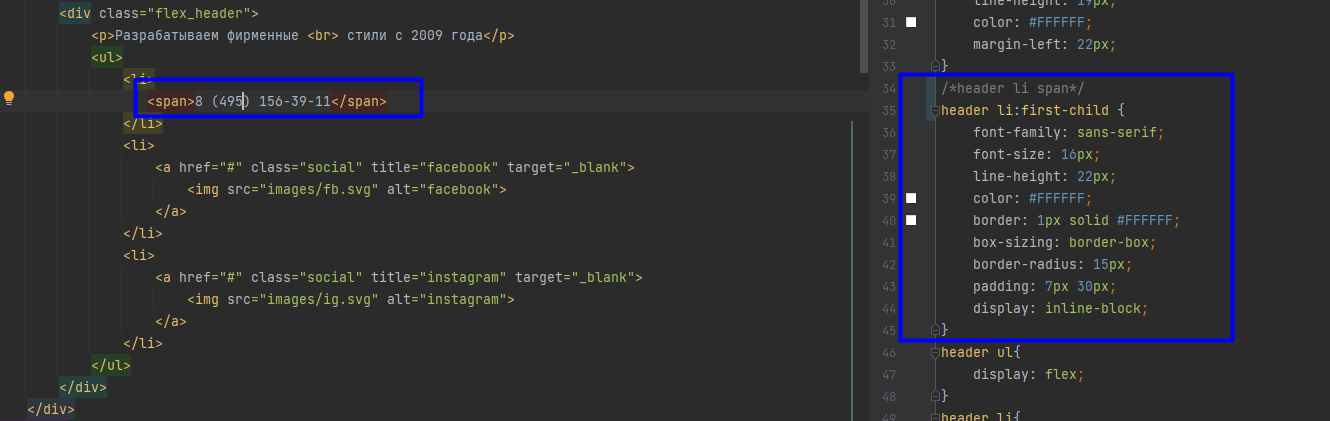 <div class="flex_header">
<p>Разрабатываем фирменные <br> стили с 2009 года</p>
<ul>
<li>
<span>8 (495) 156-39-11</span>
</li>
<li>
<a href="#" class="social" title="facebook" target="_blank">
<img src="images/fb.svg" alt="facebook">
</a>
</li>
<li>
<a href="#" class="social" title="instagram" target="_blank">
<img src="images/ig.svg" alt="instagram">
</a>
</li>
</ul>
</div>
</div>
30 line-height: 19px;
31 color: #FFFFFF;
32 margin-left: 22px;
33 }
34 /*header li span*/
35 header li:first-child {
36 font-family: sans-serif;
37 font-size: 16px;
38 line-height: 22px;
39 color: #FFFFFF;
40 border: 1px solid #FFFFFF;
41 box-sizing: border-box;
42 border-radius: 15px;
43 padding: 7px 30px;
44 display: inline-block;
45 }
46 header ul{
47 display: flex;
48 }
49 header li{